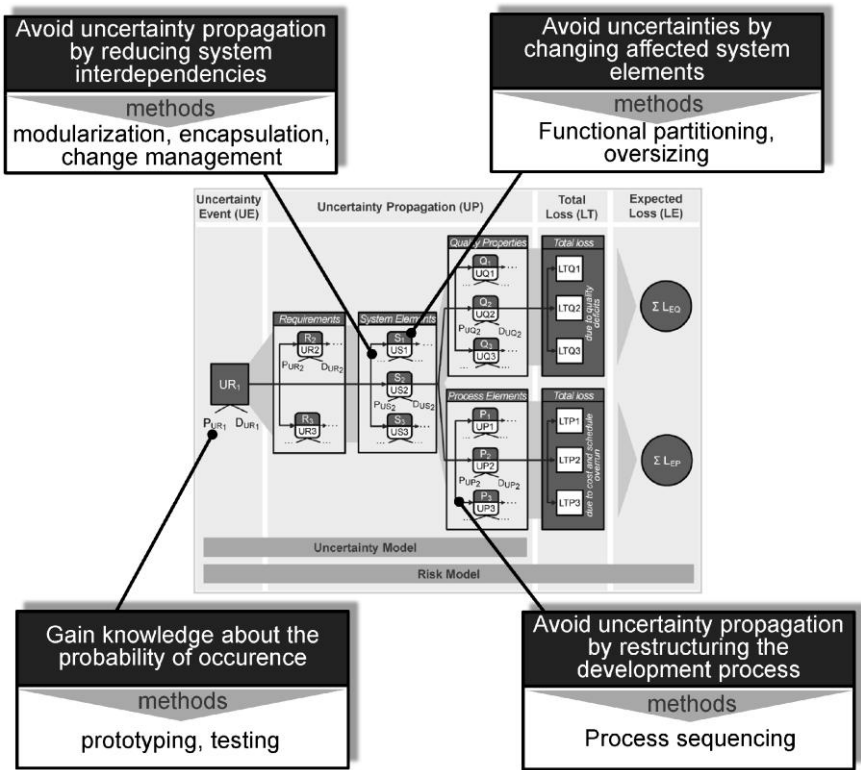 Avoid uncertainty propagation
by reducing system
interdependencies
methods
modularization, encapsulation,
change management
Avoid uncertainties by
changing affected system
elements
methods
Functional partitioning,
oversizing
Uncertainty
Event (UE)
Uncertainty Propagation (UP)
Total
Loss (LT)
Expected
Loss (LE)
Quality Properties
Q1
UQ1
Q2
UQ2
PUQ2
DUQ2
Q3
UQ3
Total loss
LTQ1
LTQ2
LTQ3
due to quality
deficits
Σ LEQ
Requirements
R2
UR2
PUR2
DUR2
R3
UR3
System Elements
S1
US1
S2
US2
PUS2
DUS2
S3
US3
UR1
PUR1
DUR1
Process Elements
P1
UP1
P2
UP2
PUP2
DUP2
P3
UP3
Total loss
LTP1
LTP2
LTP3
due to cost and schedule
overrun
Σ LEP
Uncertainty Model
Risk Model
Gain knowledge about the
probability of occurence
methods
prototyping, testing
Avoid uncertainty propagation
by restructuring the
development process
methods
Process sequencing